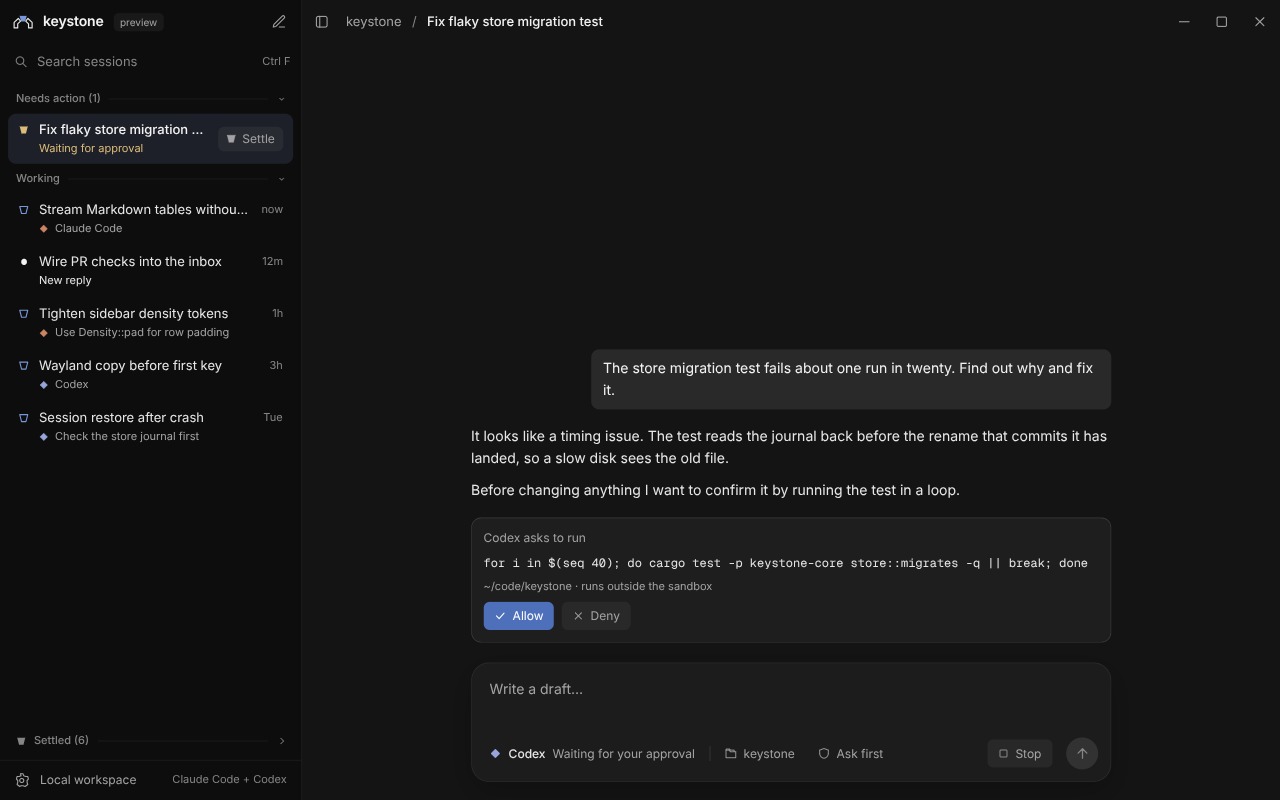 keystone preview
Search sessions Ctrl F
Needs action (1)
Fix flaky store migration ...
Waiting for approval
Settle
Working
Stream Markdown tables withou... now
Claude Code
Wire PR checks into the inbox 12m
New reply
Tighten sidebar density tokens 1h
Use Density::pad for row padding
Wayland copy before first key 3h
Codex
Session restore after crash Tue
Check the store journal first
Settled (6)
Local workspace Claude Code + Codex
keystone / Fix flaky store migration test
The store migration test fails about one run in twenty. Find out why and fix
it.
It looks like a timing issue. The test reads the journal back before the rename that commits it has
landed, so a slow disk sees the old file.
Before changing anything I want to confirm it by running the test in a loop.
Codex asks to run
for i in $(seq 40); do cargo test -p keystone-core store::migrates -q || break; done
~/code/keystone · runs outside the sandbox
Allow Deny
Write a draft...
Codex Waiting for your approval keystone Ask first Stop